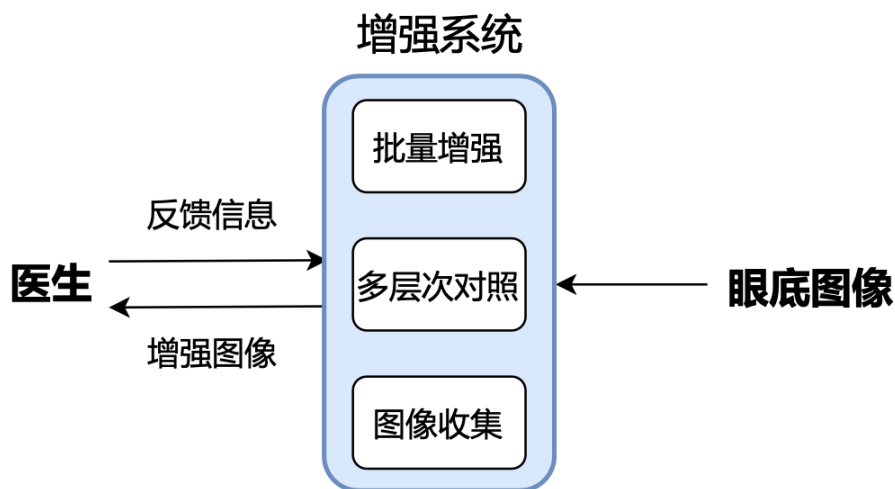 增强系统
批量增强
反馈信息
医生
多层次对照
眼底图像
增强图像
图像收集